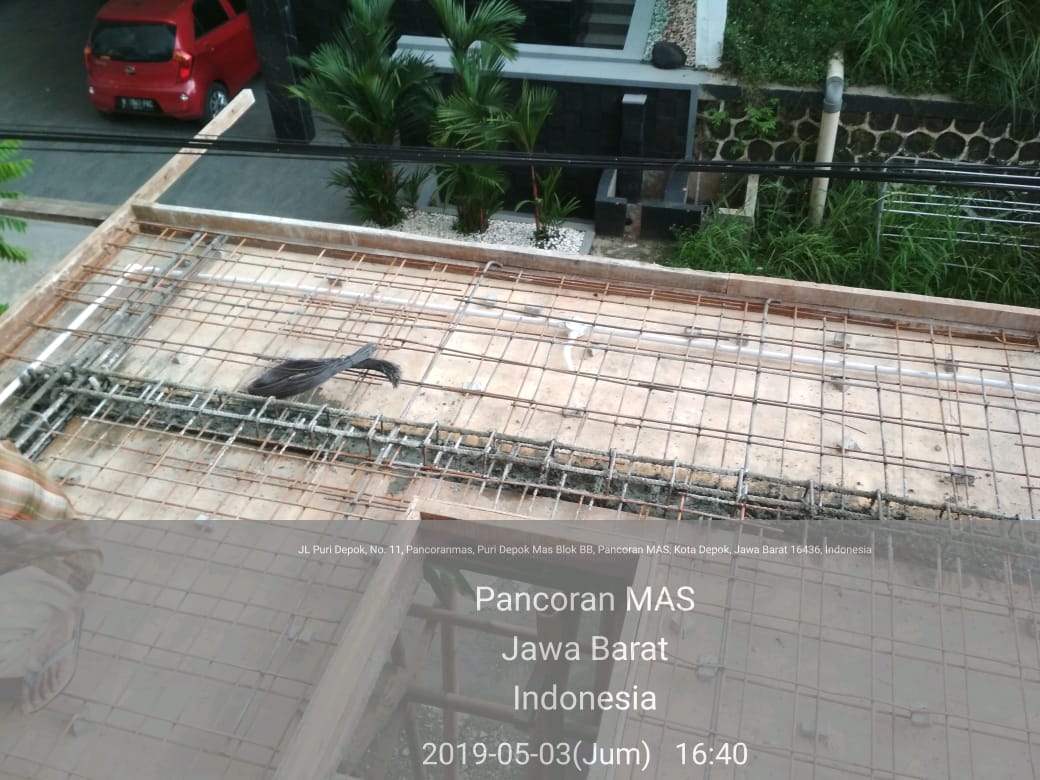 JL Puri Depok, No. 11, Pancoranmas, Puri Depok Mas Blok BB, Pancoran MAS, Kota Depok, Jawa Barat 16436, Indonesia
Pancoran MAS
Jawa Barat
Indonesia
2019-05-03(Jum) 16:40